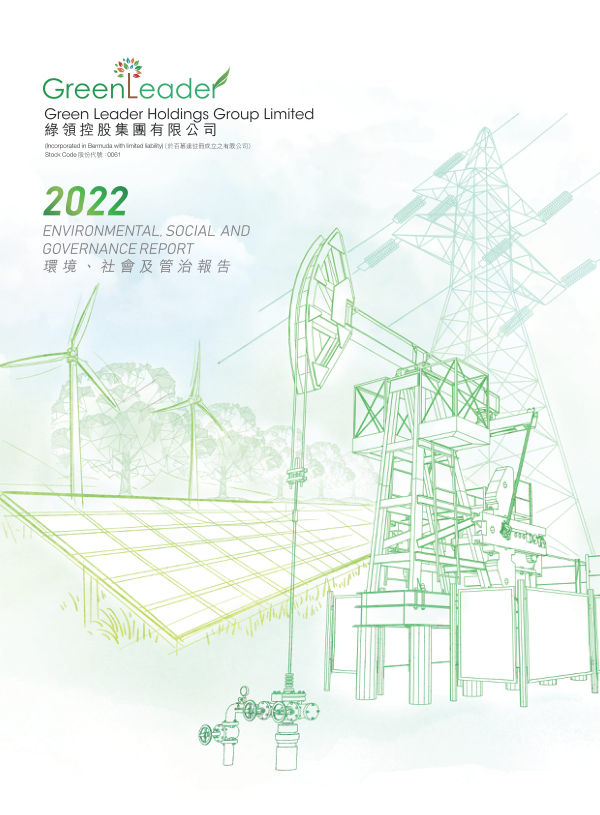 GreenLeader
Green Leader Holdings Group Limited
綠領控股集團有限公司
(Incorporated in Bermuda with limited liability) (於百慕達註冊成立之有限公司)
Stock Code 股份代號 : 0061
2022
ENVIRONMENTAL, SOCIAL AND
GOVERNANCE REPORT
環境、社會及管治報告